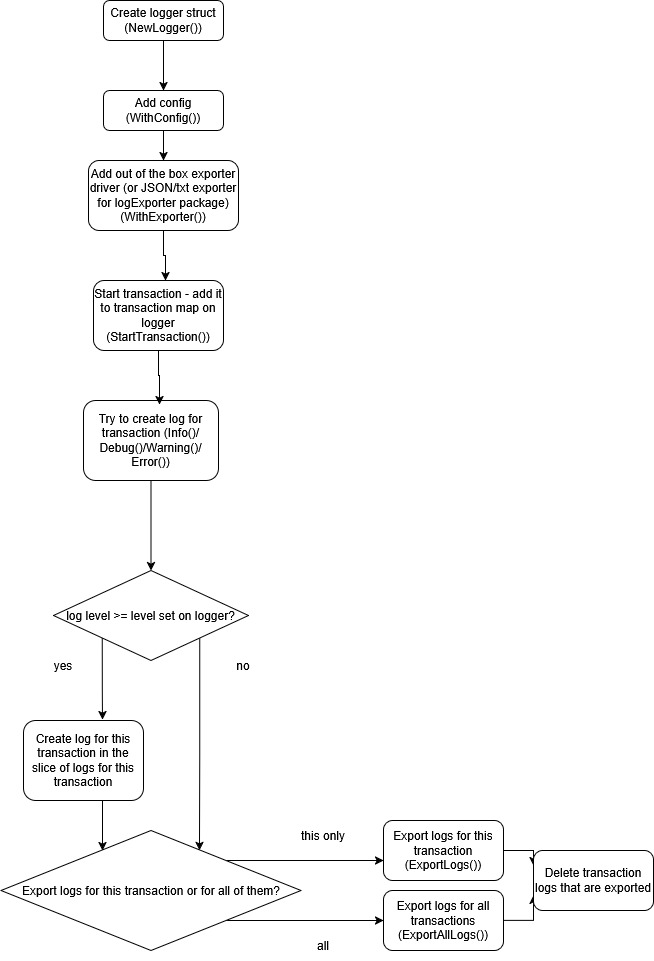 Create logger struct
(NewLogger())
Add config
(WithConfig())
Add out of the box exporter
driver (or JSON/txt exporter
for logExporter package)
(WithExporter())
Start transaction - add it
to transaction map on
logger
(StartTransaction())
Try to create log for
transaction (Info()/
Debug()/Warning()/
Error())
log level >= level set on logger?
yes
no
Create log for this
transaction in the
slice of logs for this
transaction
Export logs for this transaction or for all of them?
this only
Export logs for this
transaction
(ExportLogs())
all
Export logs for all
transactions
(ExportAllLogs())
Delete transaction
logs that are exported